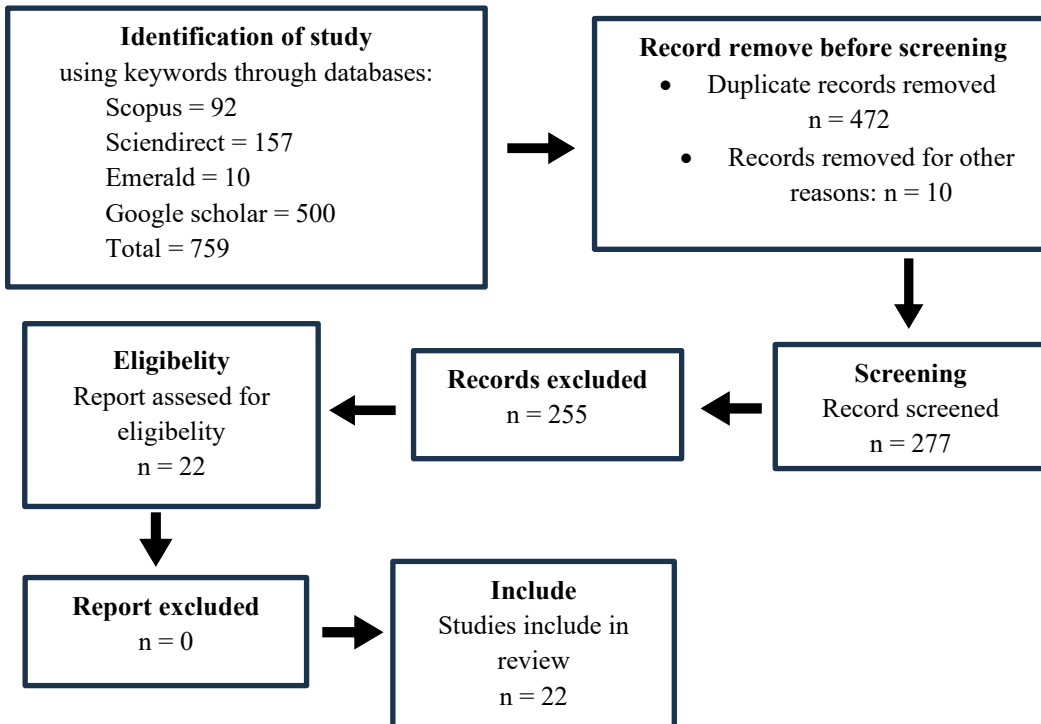 Identification of study
using keywords through databases:
Scopus = 92
Sciendirect = 157
Emerald = 10
Google scholar = 500
Total = 759
Record remove before screening
• Duplicate records removed
n = 472
• Records removed for other
reasons: n = 10
Screening
Record screened
n = 277
Records excluded
n = 255
Eligibelity
Report assesed for
eligibelity
n = 22
Report excluded
n = 0
Include
Studies include in
review
n = 22